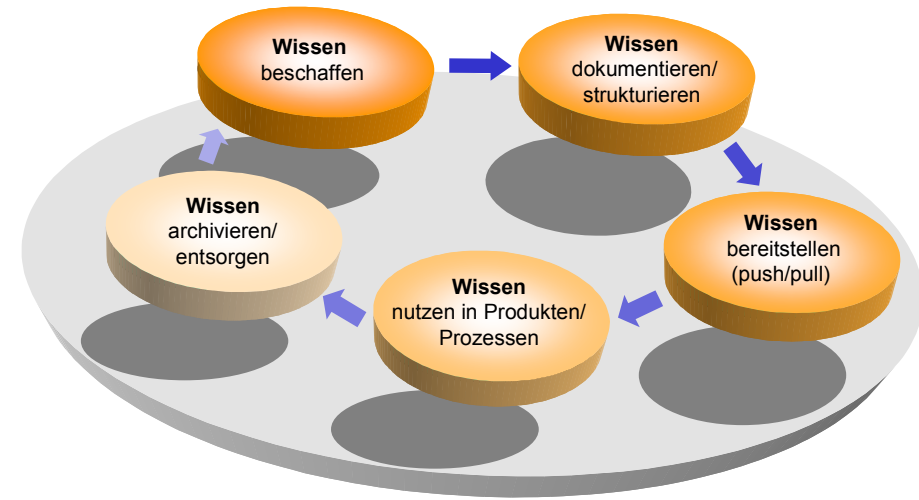 Wissen
beschaffen
Wissen
dokumentieren/
strukturieren
Wissen
bereitstellen
(push/pull)
Wissen
nutzen in Produkten/
Prozessen
Wissen
archivieren/
entsorgen